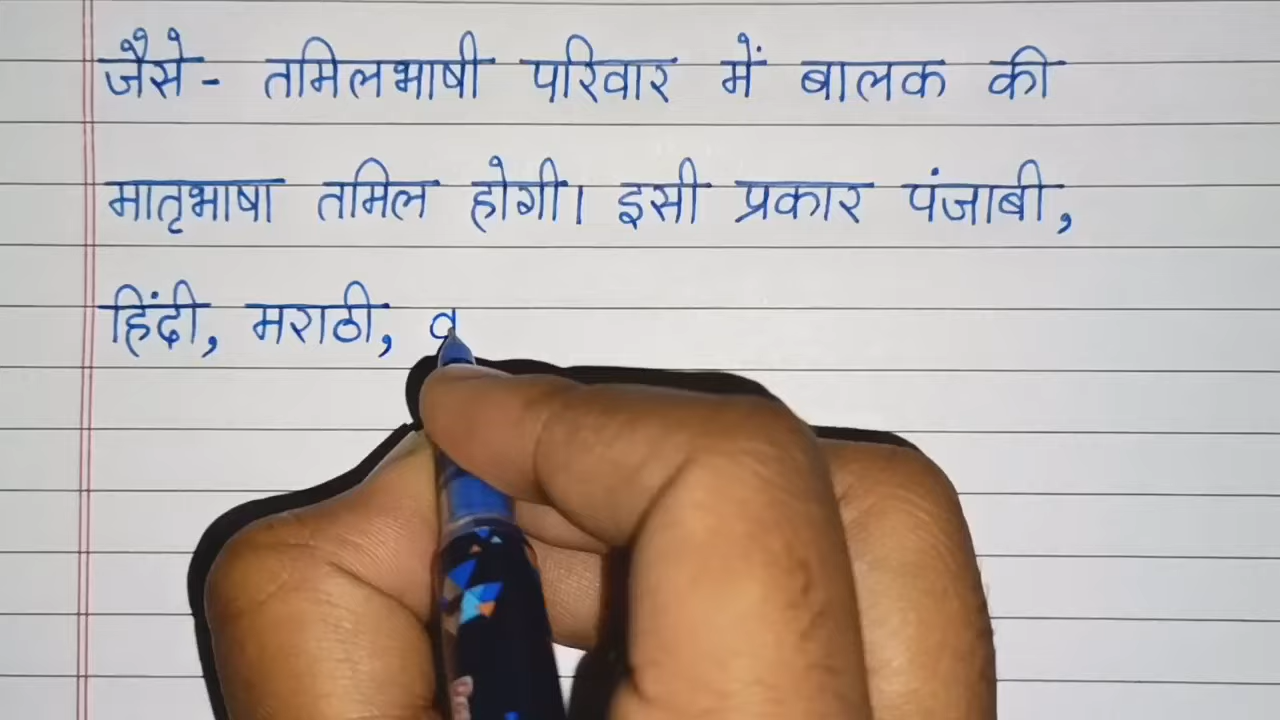 जैसे- तमिलभाषी परिवार में बालक की
मातृभाषा तमिल होगी। इसी प्रकार पंजाबी,
हिंदी, मराठी,